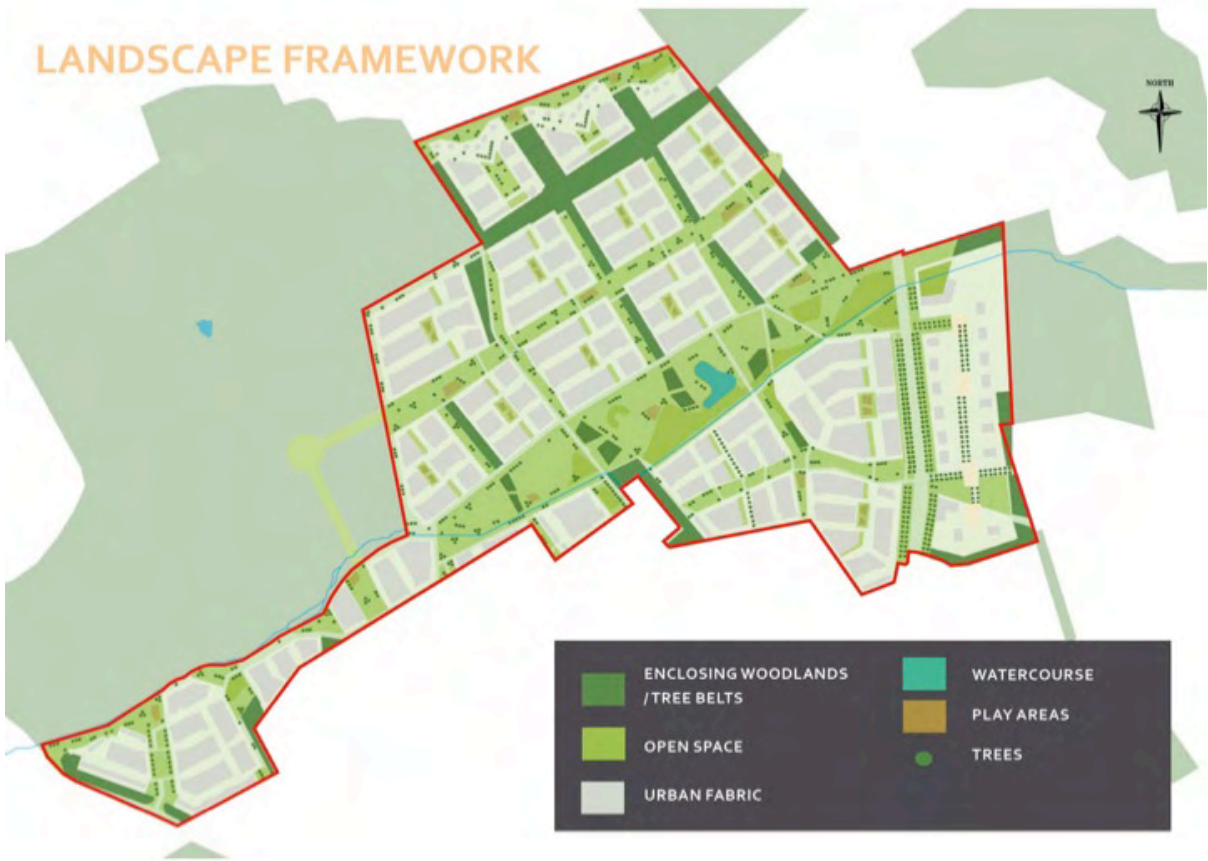 LANDSCAPE FRAMEWORK
NORTH
ENCLOSING WOODLANDS
/ TREE BELTS
OPEN SPACE
URBAN FABRIC
WATERCOURSE
PLAY AREAS
TREES